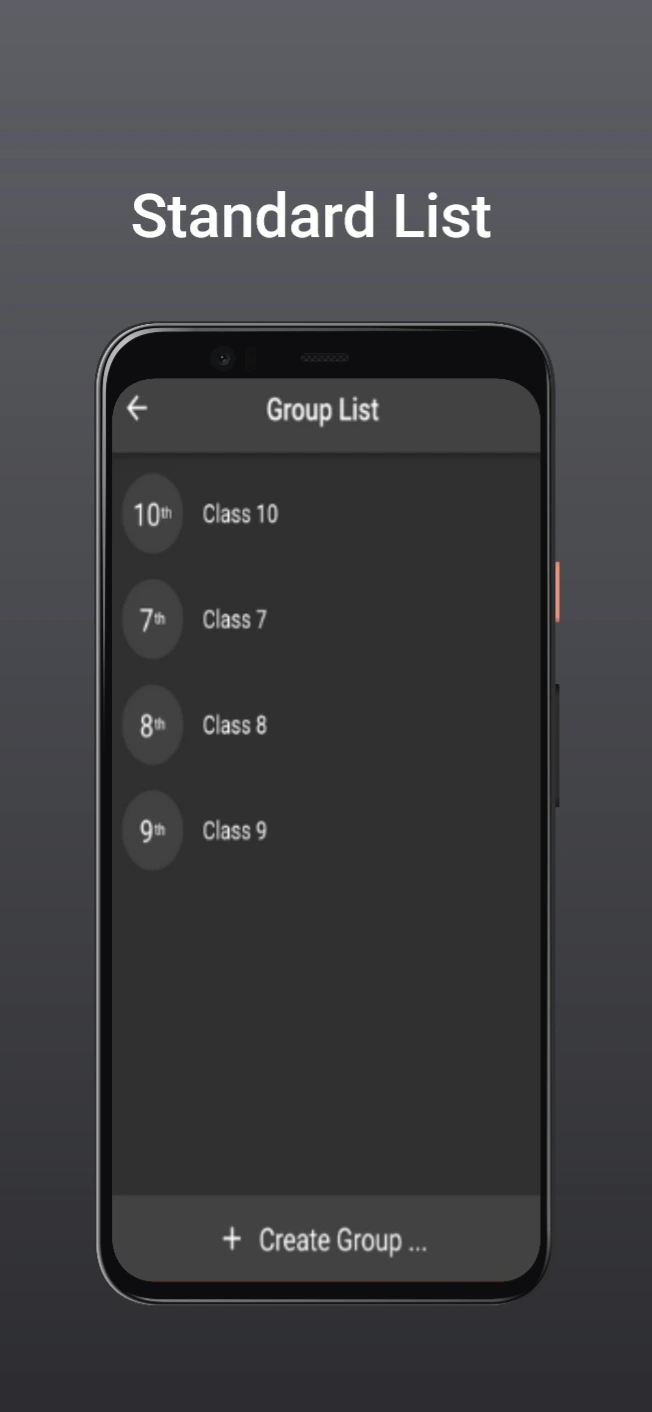 Standard List
Group List
10th Class 10
7th Class 7
8th Class 8
9th Class 9
+ Create Group ...